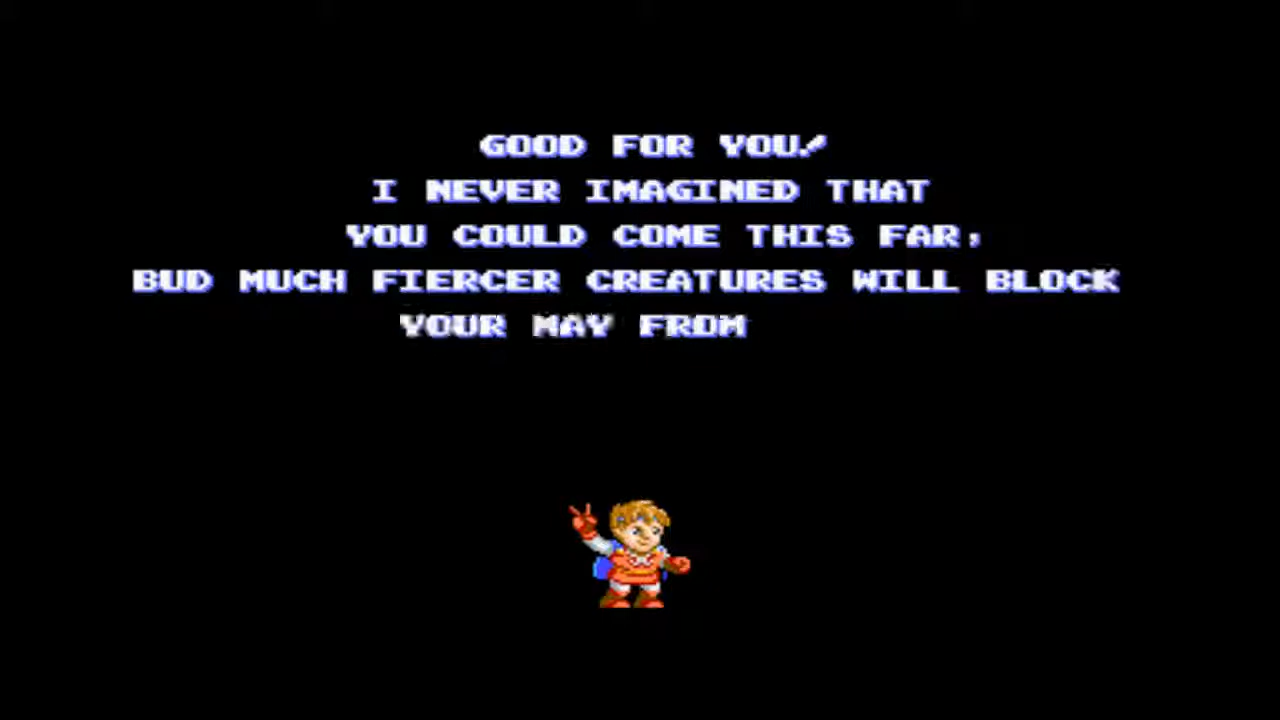 GOOD FOR YOU!
I NEVER IMAGINED THAT
YOU COULD COME THIS FAR,
BUD MUCH FIERCER CREATURES WILL BLOCK
YOUR MAY FROM